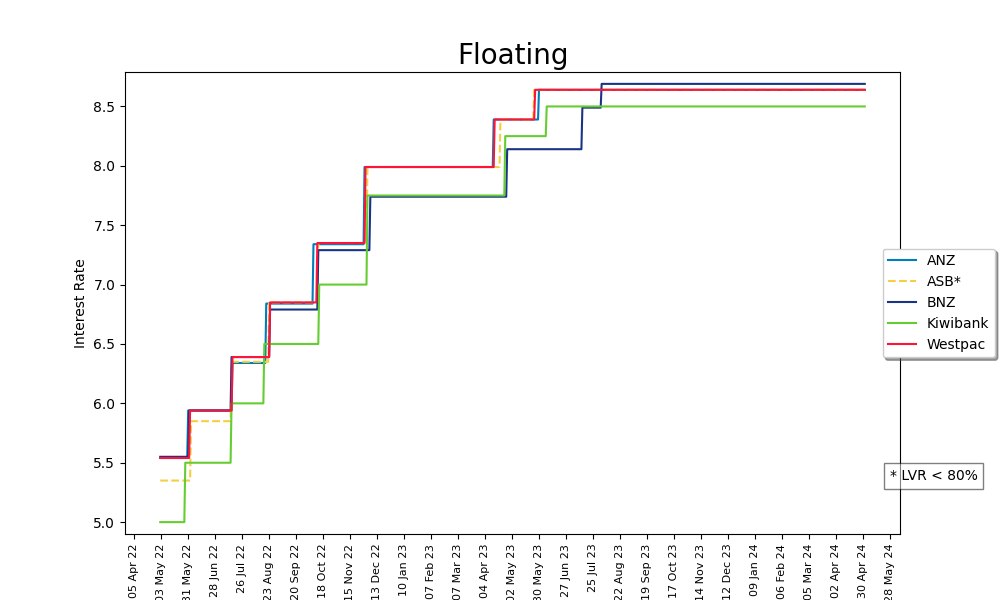 Floating
Interest Rate
8.5
8.0
7.5
7.0
6.5
6.0
5.5
5.0
ANZ
ASB*
BNZ
Kiwibank
Westpac
* LVR < 80%
05 Apr 22
03 May 22
31 May 22
28 Jun 22
26 Jul 22
23 Aug 22
20 Sep 22
18 Oct 22
15 Nov 22
13 Dec 22
10 Jan 23
07 Feb 23
07 Mar 23
04 Apr 23
02 May 23
30 May 23
27 Jun 23
25 Jul 23
22 Aug 23
19 Sep 23
17 Oct 23
14 Nov 23
12 Dec 23
09 Jan 24
06 Feb 24
05 Mar 24
02 Apr 24
30 Apr 24
28 May 24